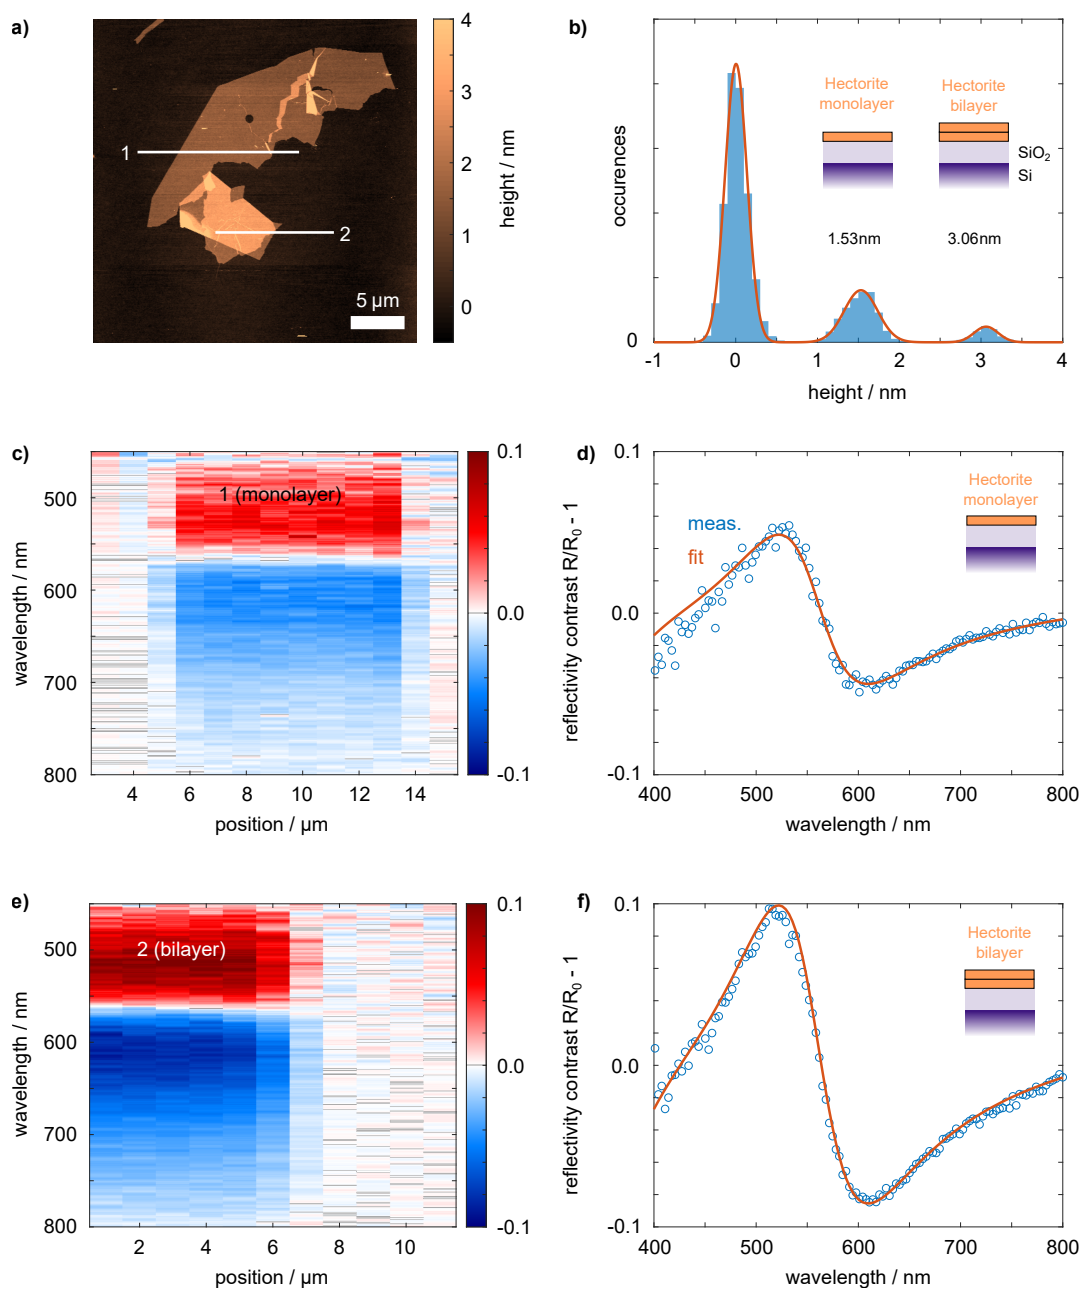 a)
1
2
5 µm
4
3
2
1
0
height / nm
b)
occurences
0
Hectorite
monolayer
Hectorite
bilayer
SiO2
Si
1.53nm
3.06nm
-1
0
1
2
3
4
height / nm
c)
wavelength / nm
500
600
700
800
1 (monolayer)
4
6
8
10
12
14
position / µm
0.1
0.0
-0.1
d)
reflectivity contrast R/R0 - 1
0.1
0.0
-0.1
meas.
fit
Hectorite
monolayer
400
500
600
700
800
wavelength / nm
e)
wavelength / nm
500
600
700
800
2 (bilayer)
2
4
6
8
10
position / µm
0.1
0.0
-0.1
f)
reflectivity contrast R/R0 - 1
0.1
0.0
-0.1
Hectorite
bilayer
400
500
600
700
800
wavelength / nm